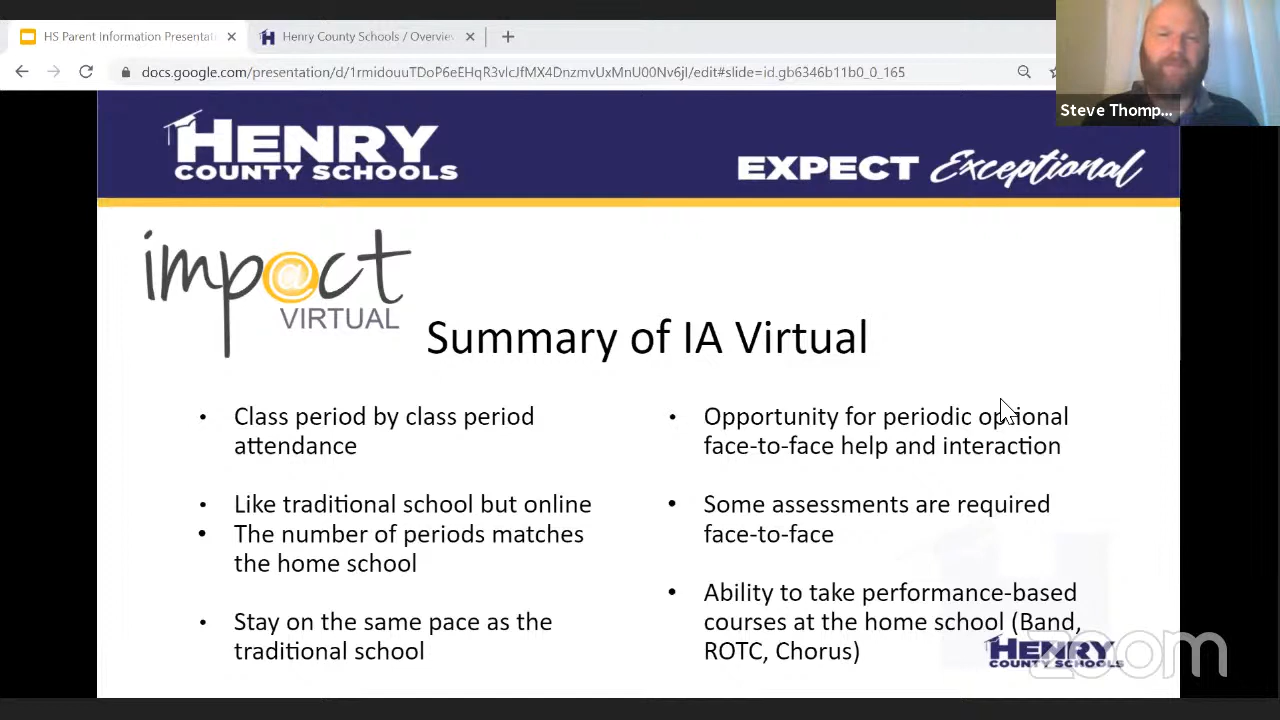 HS Parent Information Presentat
Henry County Schools / Overvie
docs.google.com/presentation/d/1rmidouuTDoP6eEHqR3vlcJfMX4DnzmvUxMnU00Nv6jI/edit#slide=id.gb6346b11b0_0_165
Steve Thomp...
HENRY
COUNTY SCHOOLS
EXPECT Exceptional
imp@ct
VIRTUAL
Summary of IA Virtual
• Class period by class period
attendance
• Like traditional school but online
• The number of periods matches
the home school
• Stay on the same pace as the
traditional school
• Opportunity for periodic optional
face-to-face help and interaction
• Some assessments are required
face-to-face
• Ability to take performance-based
courses at the home school (Band,
ROTC, Chorus)
HENRY
COUNTY SCHOOLS
zoom